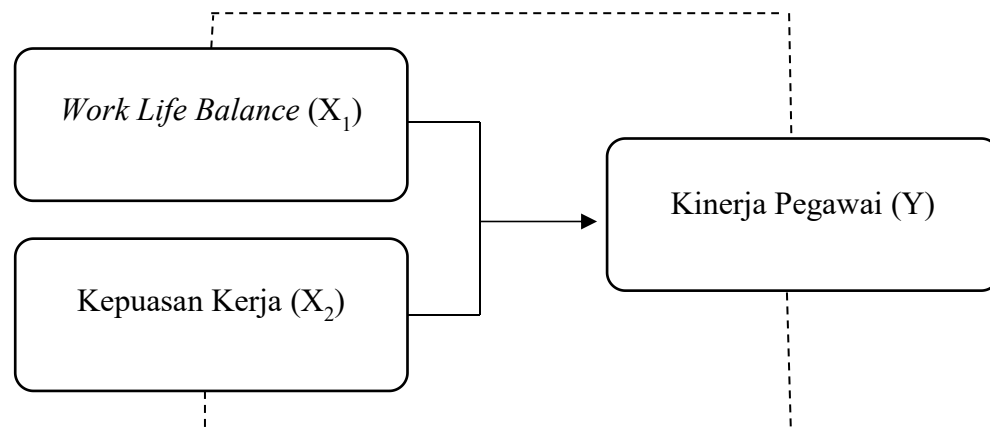 Work Life Balance (X₁)
Kinerja Pegawai (Y)
Kepuasan Kerja (X₂)